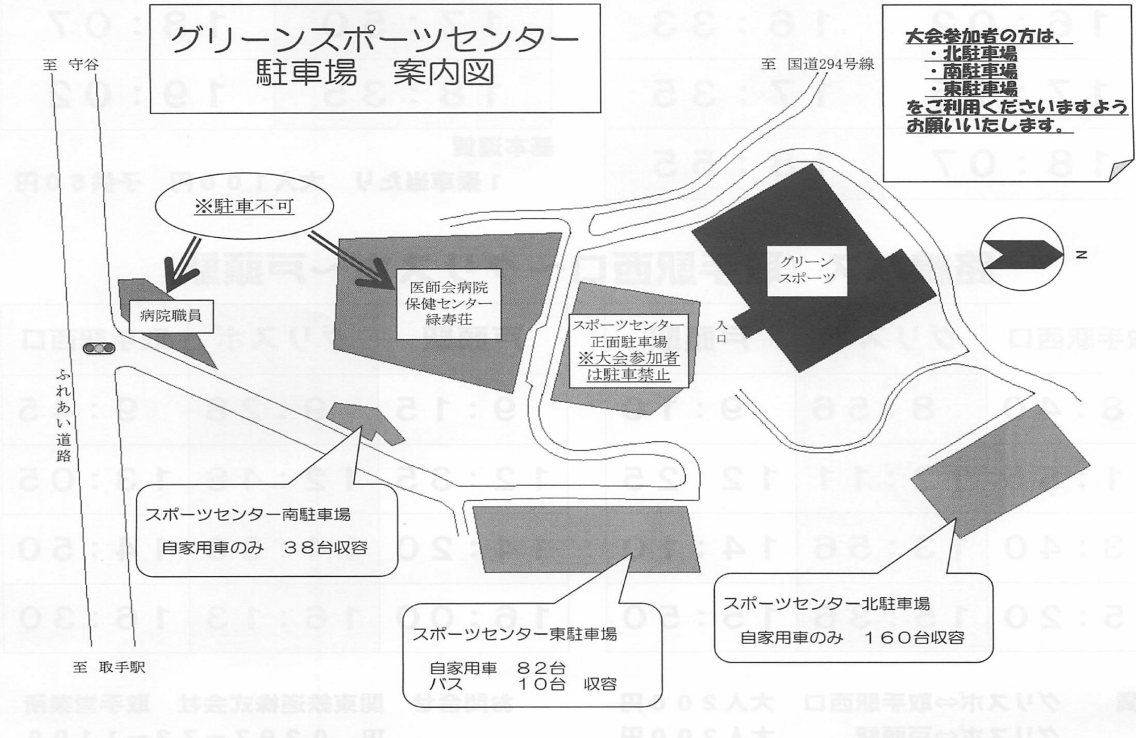 グリーンスポーツセンター
駐車場　案内図
至 守谷
至 国道294号線
大会参加者の方は、
・北駐車場
・南駐車場
・東駐車場
をご利用くださいますよう
お願いいたします。
※駐車不可
病院職員
医師会病院
保健センター
緑寿荘
グリーン
スポーツ
N
スポーツセンター
正面駐車場
※大会参加者
は駐車禁止
入口
ふれあい道路
スポーツセンター南駐車場
自家用車のみ　３８台収容
スポーツセンター東駐車場
自家用車　８２台
バス　　　１０台　収容
スポーツセンター北駐車場
自家用車のみ　１６０台収容
至 取手駅